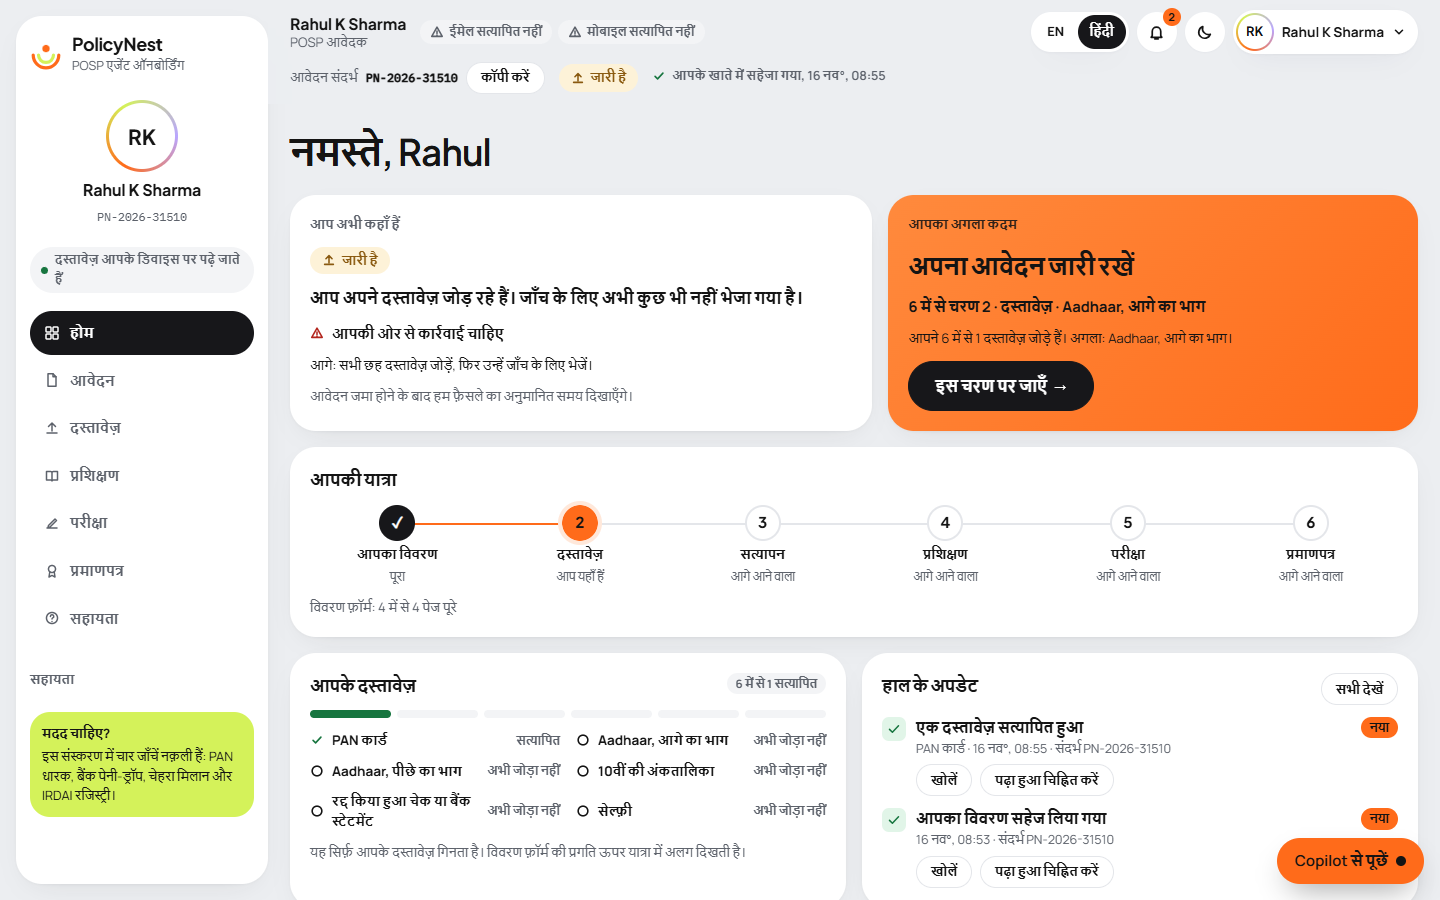 PolicyNest
POSP एजेंट ऑनबोर्डिंग
RK
Rahul K Sharma
PN-2026-31510
दस्तावेज़ आपके डिवाइस पर पढ़े जाते
हैं
होम
आवेदन
दस्तावेज़
प्रशिक्षण
परीक्षा
प्रमाणपत्र
सहायता
सहायता
मदद चाहिए?
इस संस्करण में चार जाँचें नक़ली हैं: PAN
धारक, बैंक पेनी-ड्रॉप, चेहरा मिलान और
IRDAI रजिस्ट्री।
Rahul K Sharma
POSP आवेदक
ईमेल सत्यापित नहीं
मोबाइल सत्यापित नहीं
EN
हिंदी
2
RK
Rahul K Sharma
आवेदन संदर्भ PN-2026-31510
कॉपी करें
जारी है
आपके खाते में सहेजा गया, 16 नव॰, 08:55
नमस्ते, Rahul
आप अभी कहाँ हैं
जारी है
आप अपने दस्तावेज़ जोड़ रहे हैं। जाँच के लिए अभी कुछ भी नहीं भेजा गया है।
आपकी ओर से कार्रवाई चाहिए
आगे: सभी छह दस्तावेज़ जोड़ें, फिर उन्हें जाँच के लिए भेजें।
आवेदन जमा होने के बाद हम फ़ैसले का अनुमानित समय दिखाएँगे।
आपका अगला कदम
अपना आवेदन जारी रखें
6 में से चरण 2 · दस्तावेज़ · Aadhaar, आगे का भाग
आपने 6 में से 1 दस्तावेज़ जोड़े हैं। अगला: Aadhaar, आगे का भाग।
इस चरण पर जाएँ →
आपकी यात्रा
2
3
4
5
6
आपका विवरण
दस्तावेज़
सत्यापन
प्रशिक्षण
परीक्षा
प्रमाणपत्र
पूरा
आप यहाँ हैं
आगे आने वाला
आगे आने वाला
आगे आने वाला
आगे आने वाला
विवरण फ़ॉर्म: 4 में से 4 पेज पूरे
आपके दस्तावेज़
6 में से 1 सत्यापित
PAN कार्ड
सत्यापित
Aadhaar, आगे का भाग
अभी जोड़ा नहीं
Aadhaar, पीछे का भाग
अभी जोड़ा नहीं
10वीं की अंकतालिका
अभी जोड़ा नहीं
रद्द किया हुआ चेक या बैंक
स्टेटमेंट
अभी जोड़ा नहीं
सेल्फ़ी
अभी जोड़ा नहीं
यह सिर्फ़ आपके दस्तावेज़ गिनता है। विवरण फ़ॉर्म की प्रगति ऊपर यात्रा में अलग दिखती है।
हाल के अपडेट
सभी देखें
एक दस्तावेज़ सत्यापित हुआ
नया
PAN कार्ड · 16 नव॰, 08:55 · संदर्भ PN-2026-31510
खोलें
पढ़ा हुआ चिह्नित करें
आपका विवरण सहेज लिया गया
नया
16 नव॰, 08:53 · संदर्भ PN-2026-31510
खोलें
पढ़ा हुआ चिह्नित करें
Copilot से पूछें